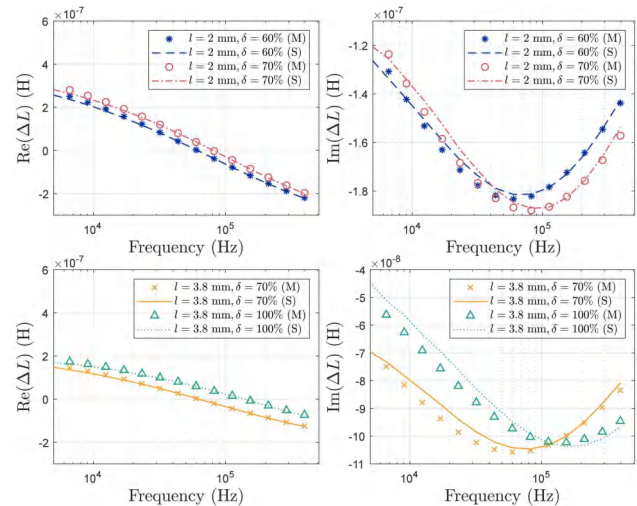 ×10⁻⁷
6
4
2
0
-2
Re(ΔL) (H)
10⁴
10⁵
Frequency (Hz)
l = 2 mm, δ = 60% (M)
l = 2 mm, δ = 60% (S)
l = 2 mm, δ = 70% (M)
l = 2 mm, δ = 70% (S)
×10⁻⁷
-1.2
-1.4
-1.6
-1.8
Im(ΔL) (H)
10⁴
10⁵
Frequency (Hz)
l = 2 mm, δ = 60% (M)
l = 2 mm, δ = 60% (S)
l = 2 mm, δ = 70% (M)
l = 2 mm, δ = 70% (S)
×10⁻⁷
6
4
2
0
-2
Re(ΔL) (H)
10⁴
10⁵
Frequency (Hz)
l = 3.8 mm, δ = 70% (M)
l = 3.8 mm, δ = 70% (S)
l = 3.8 mm, δ = 100% (M)
l = 3.8 mm, δ = 100% (S)
×10⁻⁸
-4
-5
-6
-7
-8
-9
-10
-11
Im(ΔL) (H)
10⁴
10⁵
Frequency (Hz)
l = 3.8 mm, δ = 70% (M)
l = 3.8 mm, δ = 70% (S)
l = 3.8 mm, δ = 100% (M)
l = 3.8 mm, δ = 100% (S)